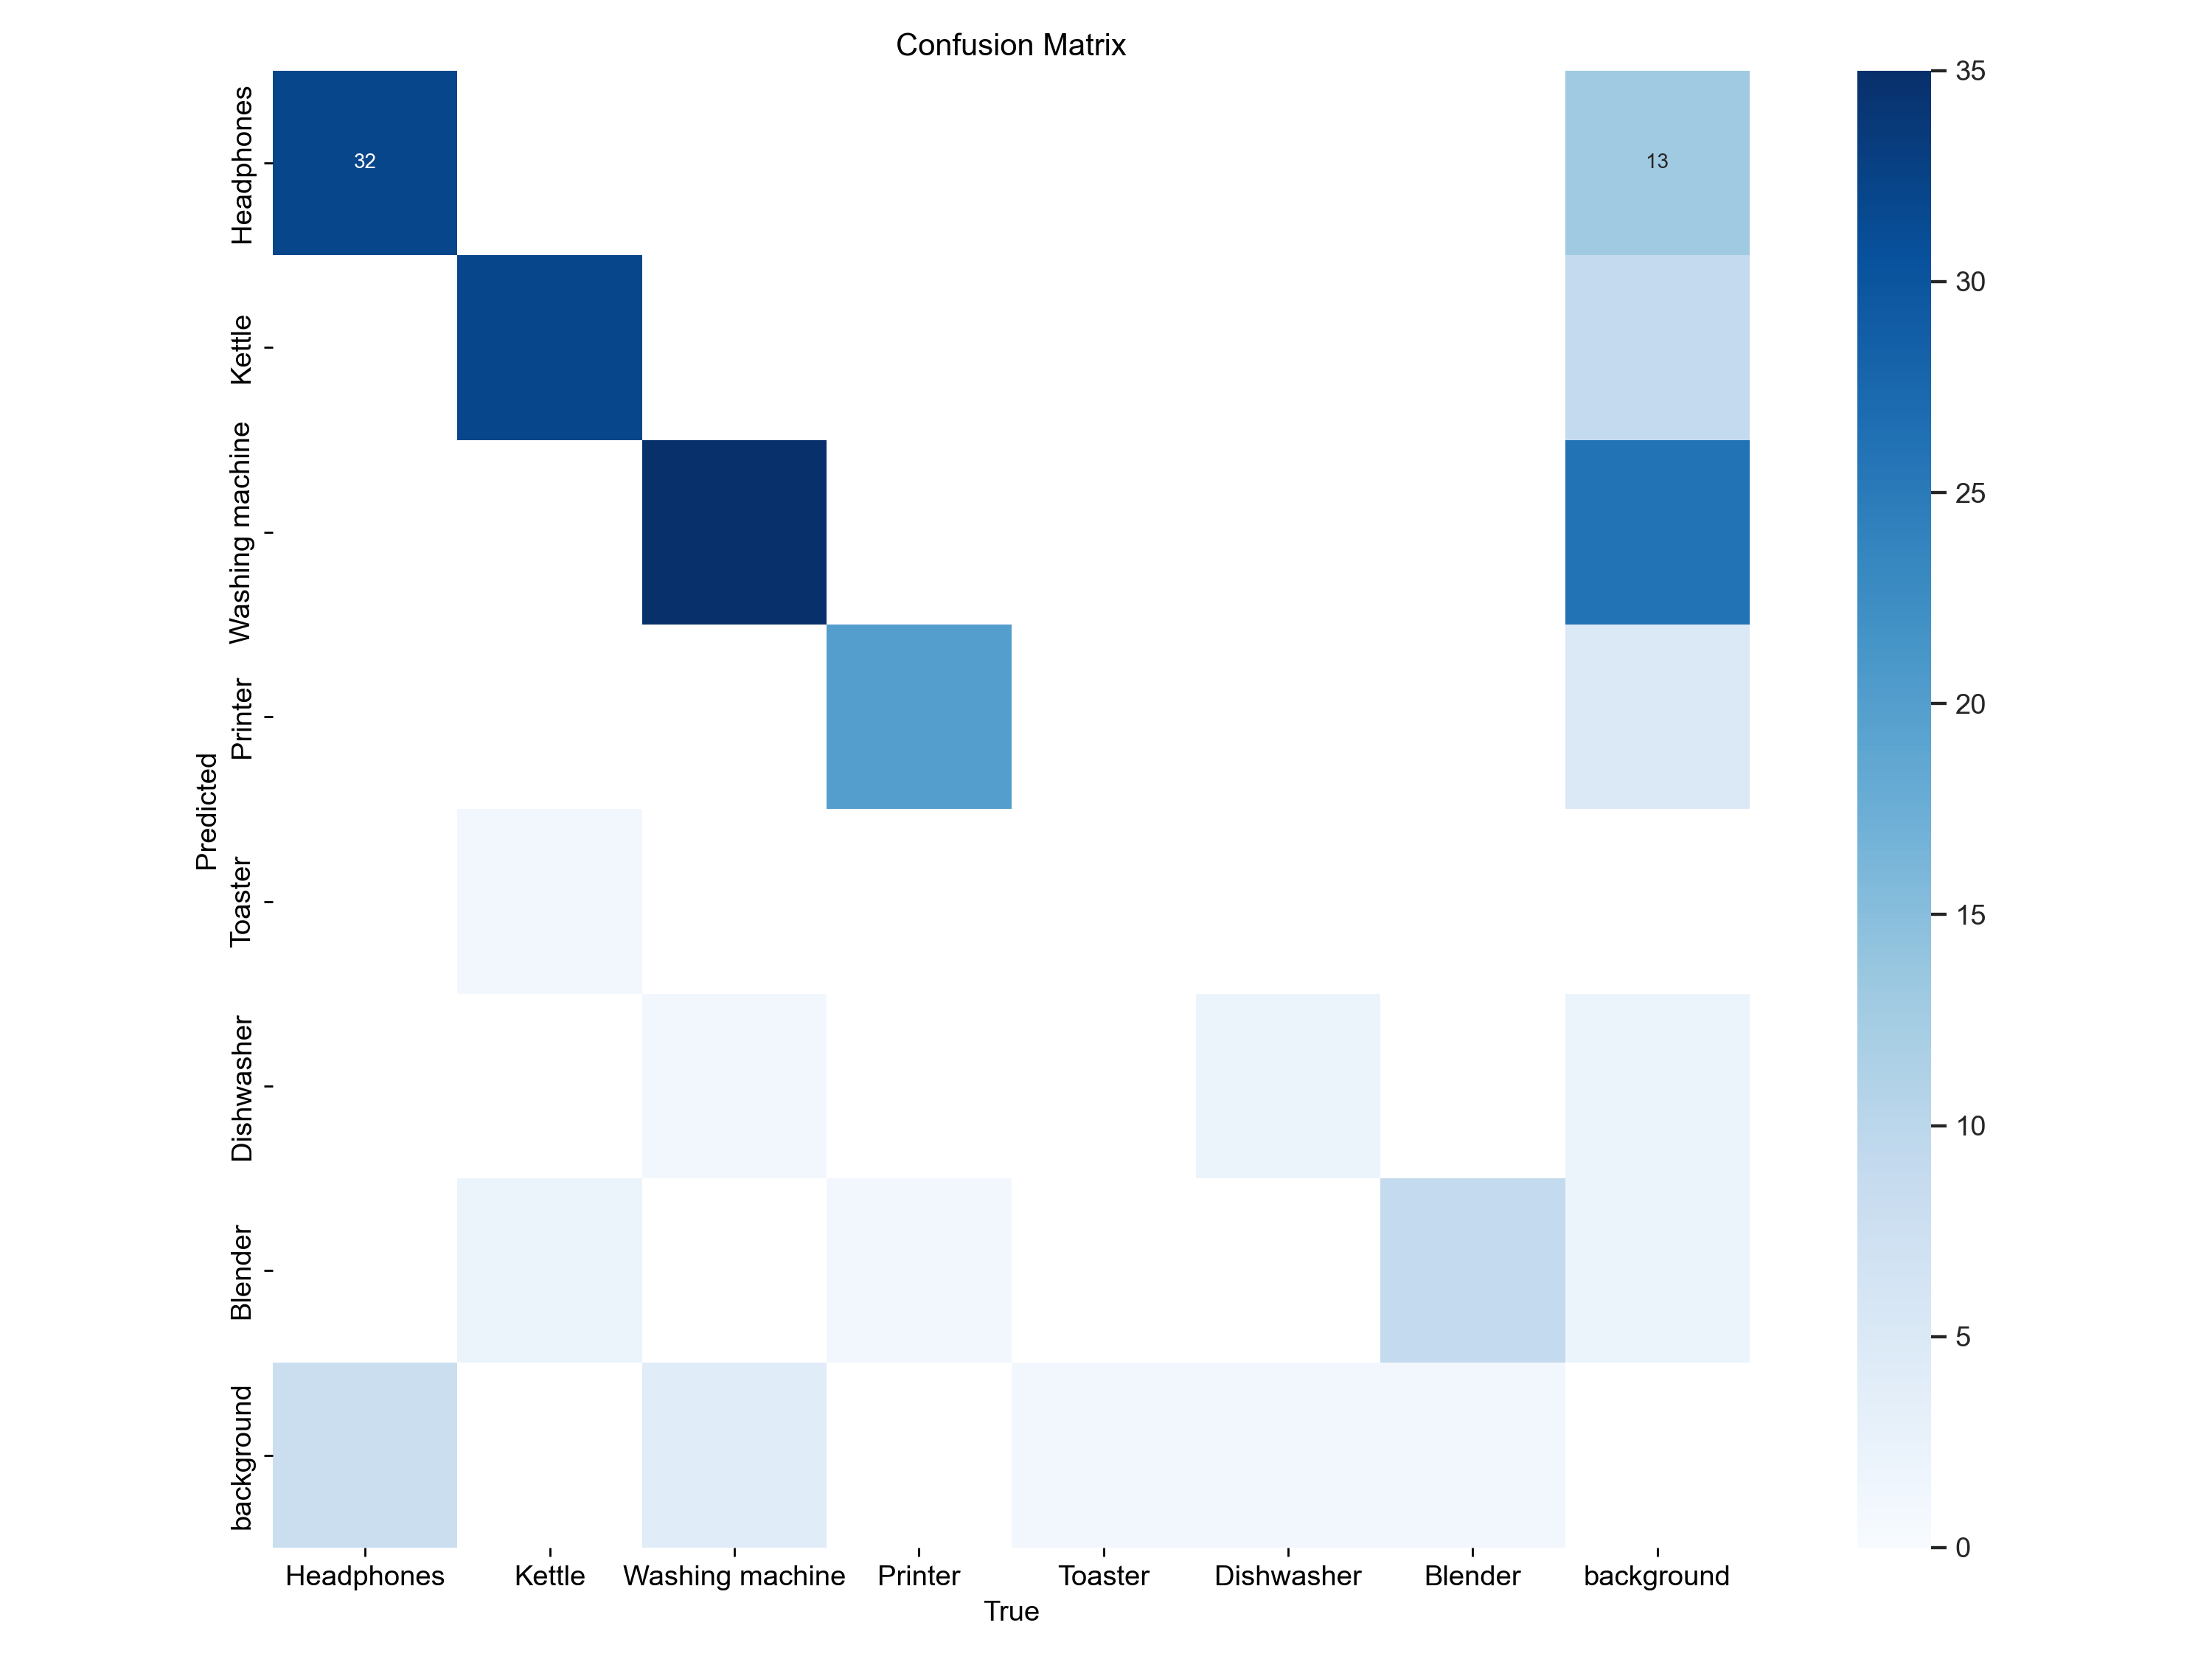 Confusion Matrix
Headphones
Kettle
Washing machine
Printer
Toaster
Dishwasher
Blender
background
Predicted
32
13
Headphones
Kettle
Washing machine
Printer
Toaster
Dishwasher
Blender
background
True
35
30
25
20
15
10
5
0